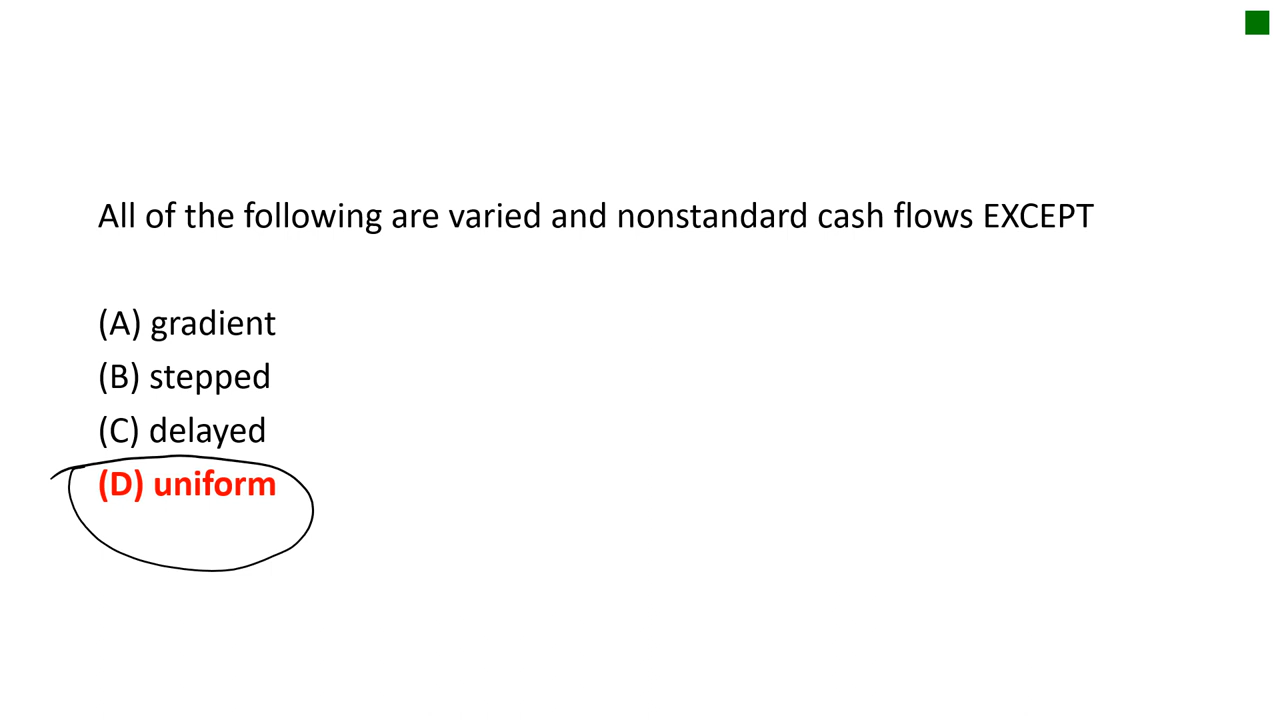 All of the following are varied and nonstandard cash flows EXCEPT
(A) gradient
(B) stepped
(C) delayed
(D) uniform